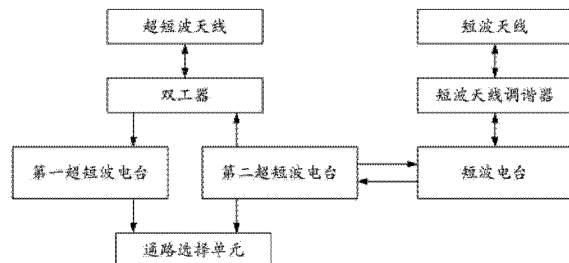 超短波天线
短波天线
双工器
短波天线调谐器
第一超短波电台
第二超短波电台
短波电台
通路选择单元